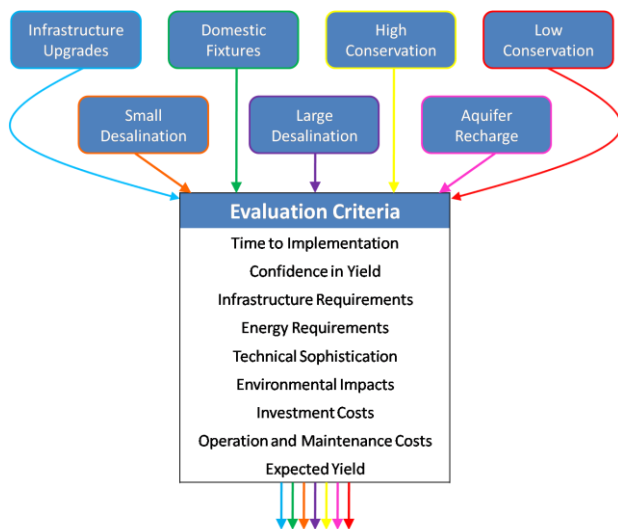 Infrastructure
Upgrades
Domestic
Fixtures
High
Conservation
Low
Conservation
Small
Desalination
Large
Desalination
Aquifer
Recharge
Evaluation Criteria
Time to Implementation
Confidence in Yield
Infrastructure Requirements
Energy Requirements
Technical Sophistication
Environmental Impacts
Investment Costs
Operation and Maintenance Costs
Expected Yield